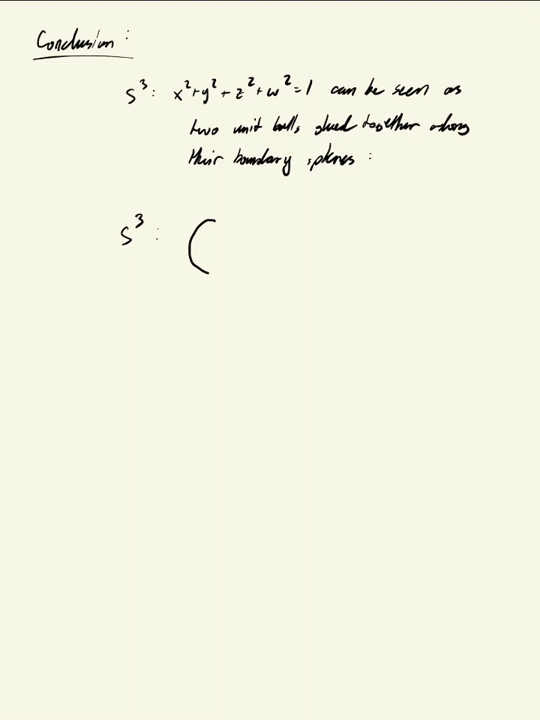 Conclusion:
S³: x²+y²+z²+w²=1 can be seen as
two unit balls glued together along
their boundary spheres:
S³: (